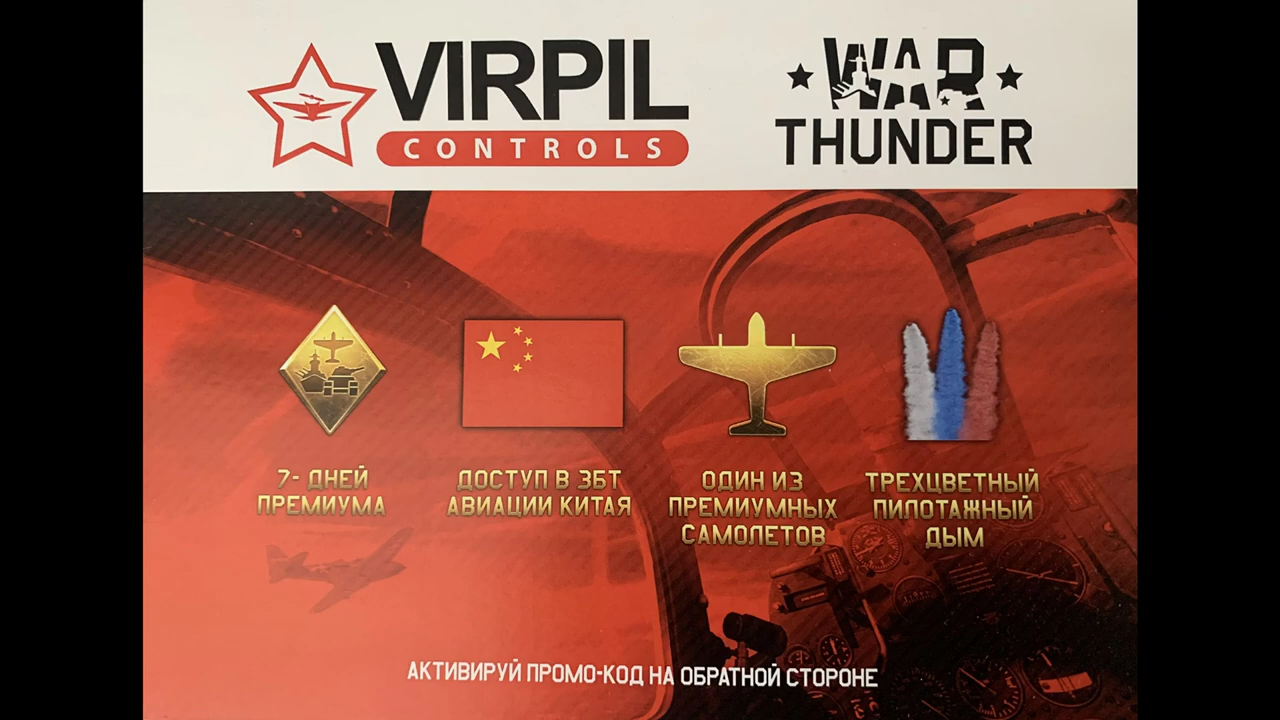 VIRPIL
CONTROLS
WAR
THUNDER
7- ДНЕЙ
ПРЕМИУМА
ДОСТУП В ЗБТ
АВИАЦИИ КИТАЯ
ОДИН ИЗ
ПРЕМИУМНЫХ
САМОЛЕТОВ
ТРЕХЦВЕТНЫЙ
ПИЛОТАЖНЫЙ
ДЫМ
АКТИВИРУЙ ПРОМО-КОД НА ОБРАТНОЙ СТОРОНЕ